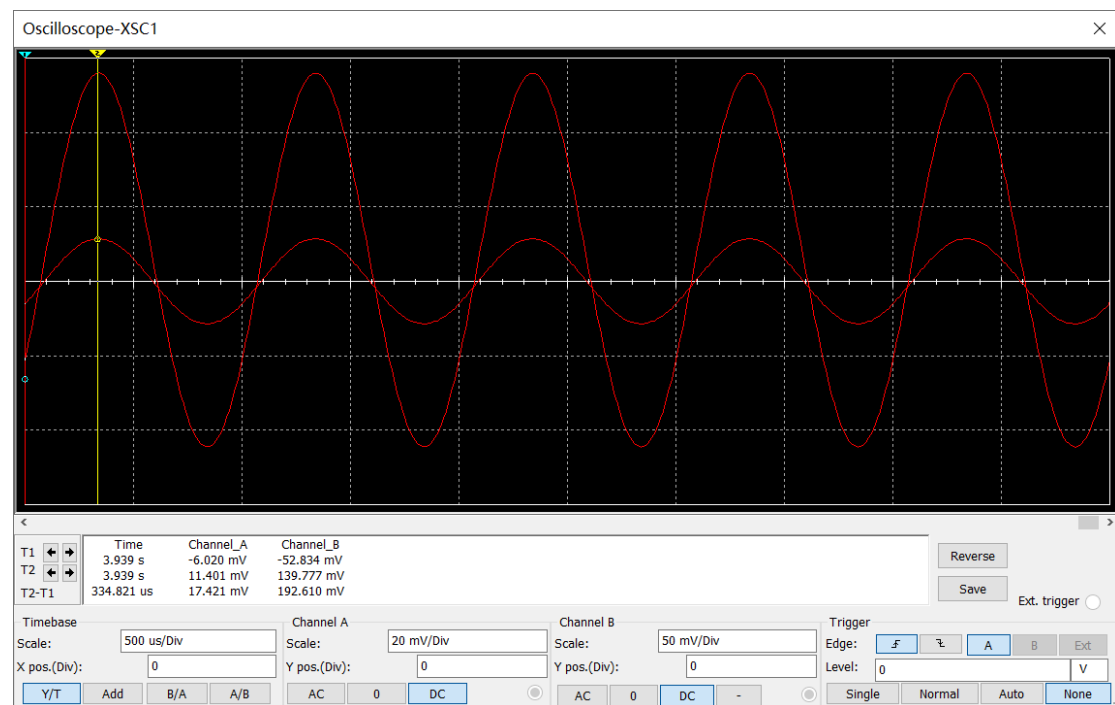 Oscilloscope-XSC1
1 2
Time Channel_A Channel_B
T1 3.939 s -6.020 mV -52.834 mV
T2 3.939 s 11.401 mV 139.777 mV
T2-T1 334.821 us 17.421 mV 192.610 mV
Reverse
Save
Ext. trigger
Timebase
Scale: 500 us/Div
X pos.(Div): 0
Y/T Add B/A A/B
Channel A
Scale: 20 mV/Div
Y pos.(Div): 0
AC 0 DC
Channel B
Scale: 50 mV/Div
Y pos.(Div): 0
AC 0 DC -
Trigger
Edge: A B Ext
Level: 0 V
Single Normal Auto None